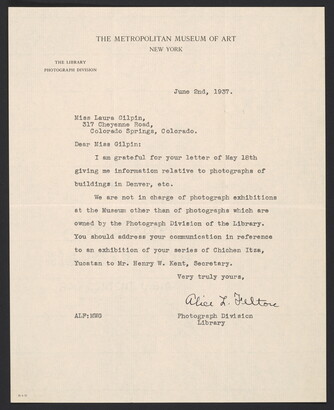 THE METROPOLITAN MUSEUM OF ART
NEW YORK
THE LIBRARY
PHOTOGRAPH DIVISION
June 2nd, 1937.
Miss Laura Gilpin,
317 Cheyenne Road,
Colorado Springs, Colorado.
Dear Miss Gilpin:
I am grateful for your letter of May 18th
giving me information relative to photographs of
buildings in Denver, etc.
We are not in charge of photograph exhibitions
at the Museum other than of photographs which are
owned by the Photograph Division of the Library.
You should address your communication in reference
to an exhibition of your series of Chichen Itza,
Yucatan to Mr. Henry W. Kent, Secretary.
Very truly yours,
Alice L. Felton
ALF:
Photograph Division
Library